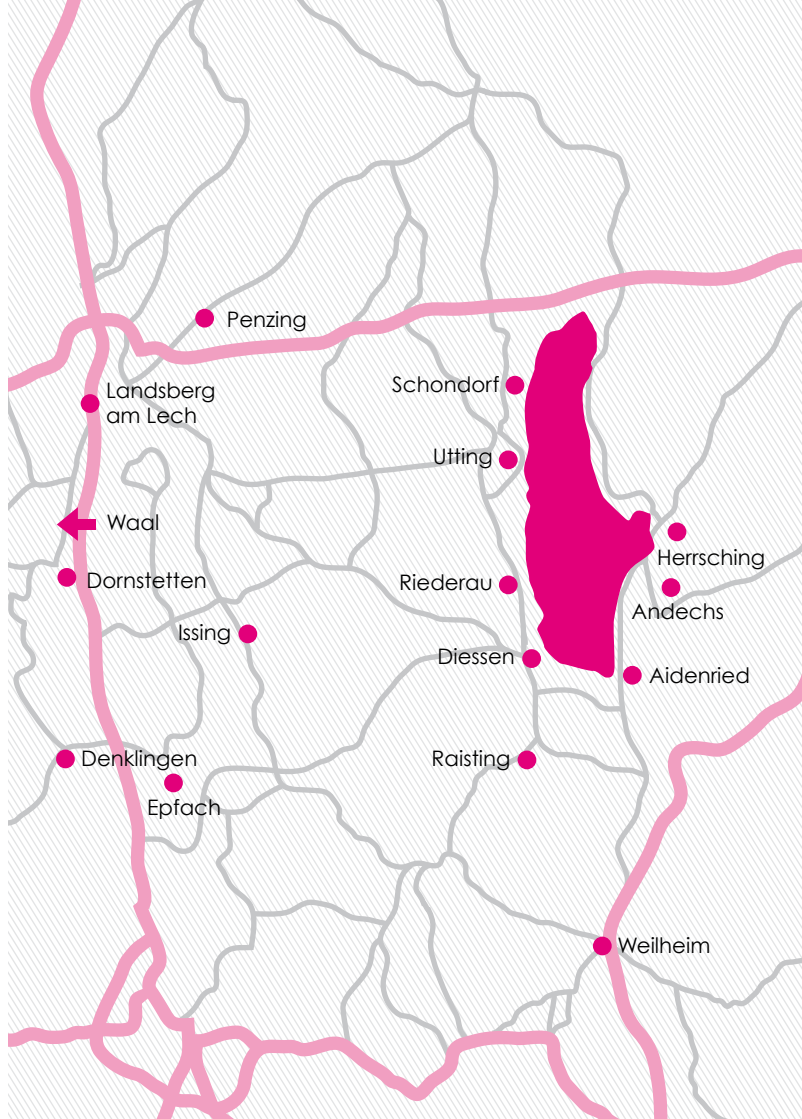 Penzing
Schondorf
Landsberg
am Lech
Utting
Waal
Herrsching
Dornstetten
Riederau
Andechs
Issing
Diessen
Aidenried
Denklingen
Raisting
Epfach
Weilheim